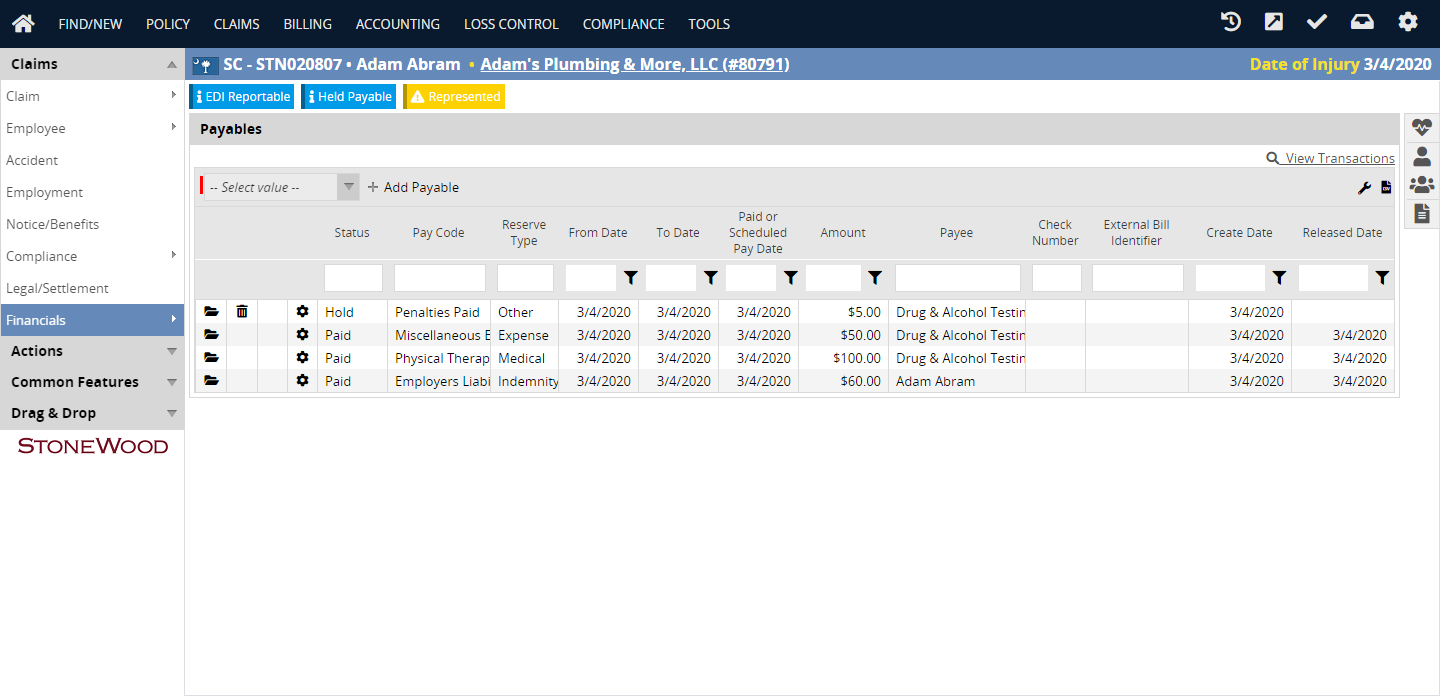 FIND/NEW POLICY CLAIMS BILLING ACCOUNTING LOSS CONTROL COMPLIANCE TOOLS
Claims
SC - STN020807 • Adam Abram • Adam's Plumbing & More, LLC (#80791)
Date of Injury 3/4/2020
Claim
Employee
Accident
Employment
Notice/Benefits
Compliance
Legal/Settlement
Financials
Actions
Common Features
Drag & Drop
STONEWOOD
EDI Reportable Held Payable Represented
Payables
View Transactions
-- Select value -- Add Payable
Status Pay Code Reserve Type From Date To Date Paid or Scheduled Pay Date Amount Payee Check Number External Bill Identifier Create Date Released Date
Hold Penalties Paid Other 3/4/2020 3/4/2020 3/4/2020 $5.00 Drug & Alcohol Testin 3/4/2020
Paid Miscellaneous E Expense 3/4/2020 3/4/2020 3/4/2020 $50.00 Drug & Alcohol Testin 3/4/2020 3/4/2020
Paid Physical Therap Medical 3/4/2020 3/4/2020 3/4/2020 $100.00 Drug & Alcohol Testin 3/4/2020 3/4/2020
Paid Employers Liabi Indemnity 3/4/2020 3/4/2020 3/4/2020 $60.00 Adam Abram 3/4/2020 3/4/2020